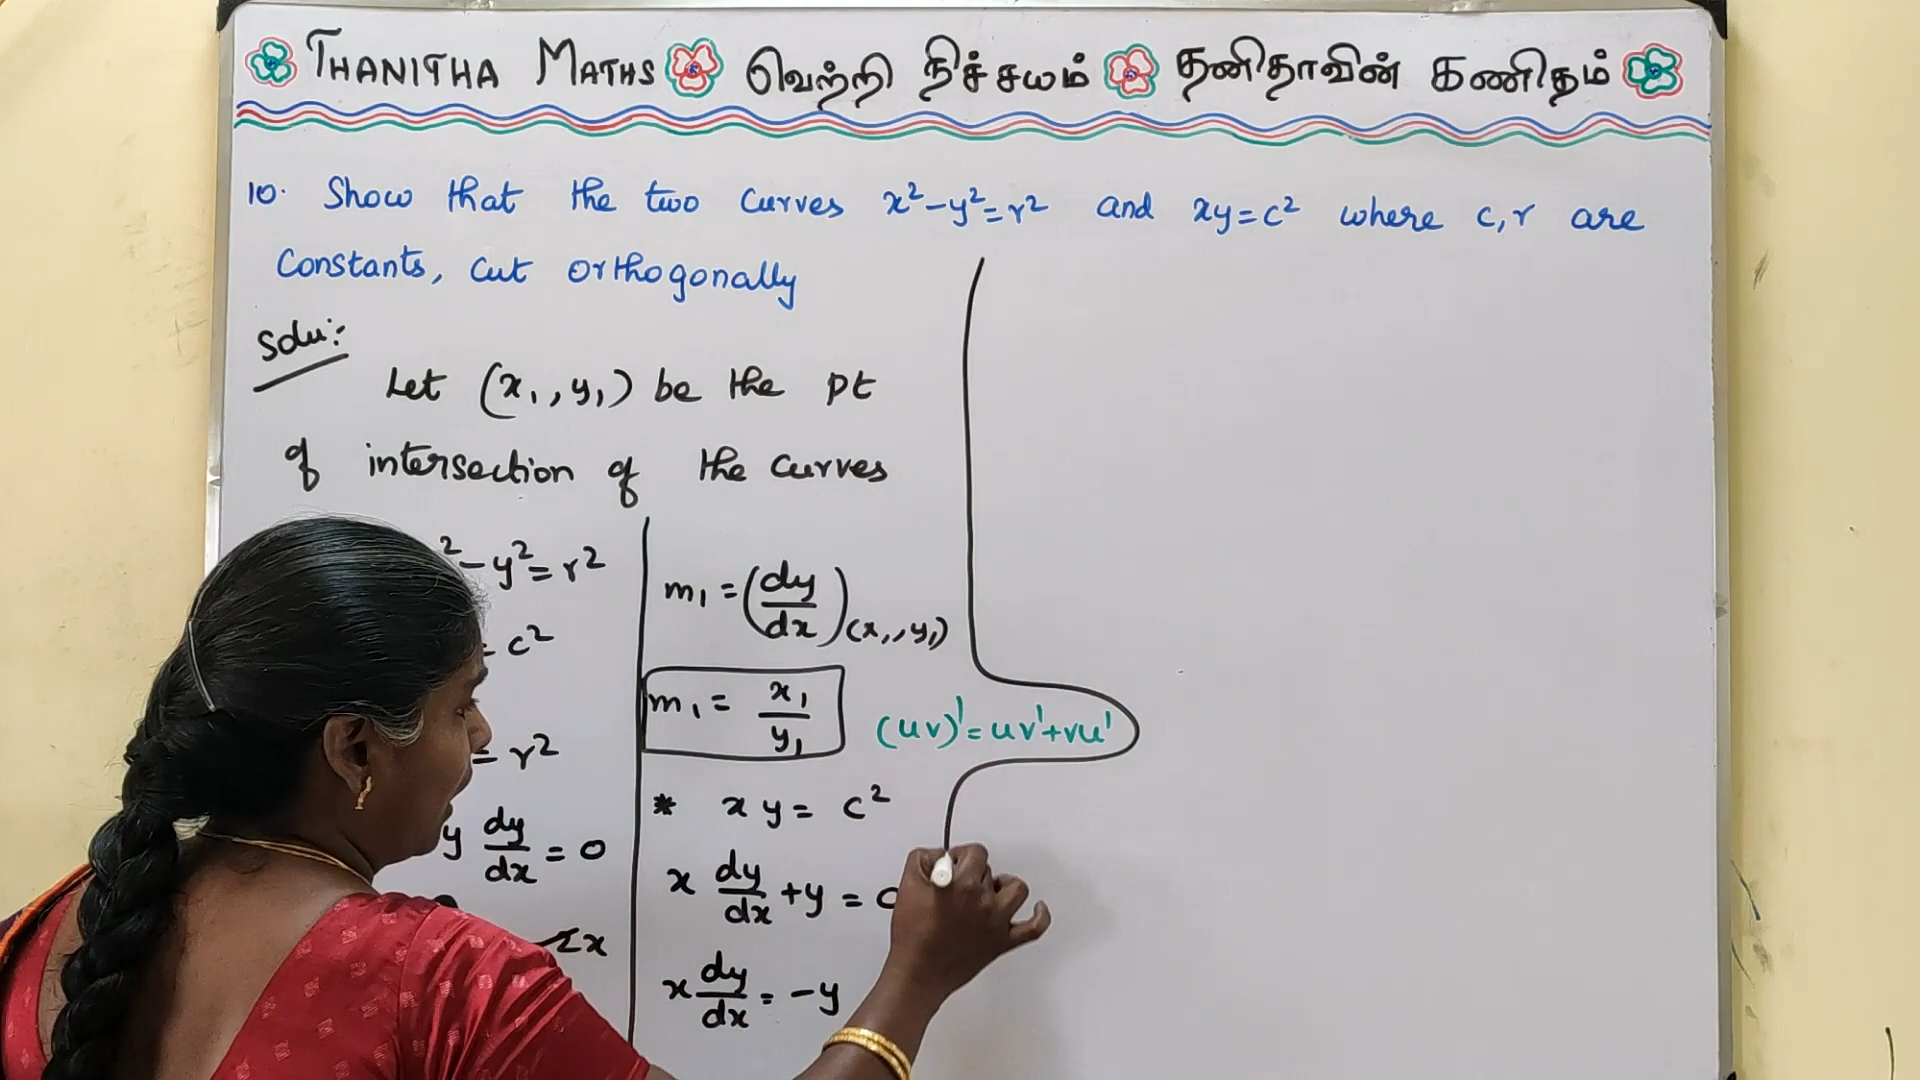 THANITHA MATHS வெற்றி நிச்சயம் தனிதாவின் கணிதம்
10. Show that the two curves x²-y²=r² and xy=c² where c,r are
Constants, cut orthogonally
Solu:
Let (x₁,y₁) be the pt
of intersection of the curves
²-y²=r²
= c²
= r²
y dy/dx = 0
2x
m₁ = (dy/dx)(x₁,y₁)
m₁ = x₁/y₁
(uv)'=uv'+vu'
* xy = c²
x dy/dx +y =
x dy/dx = -y